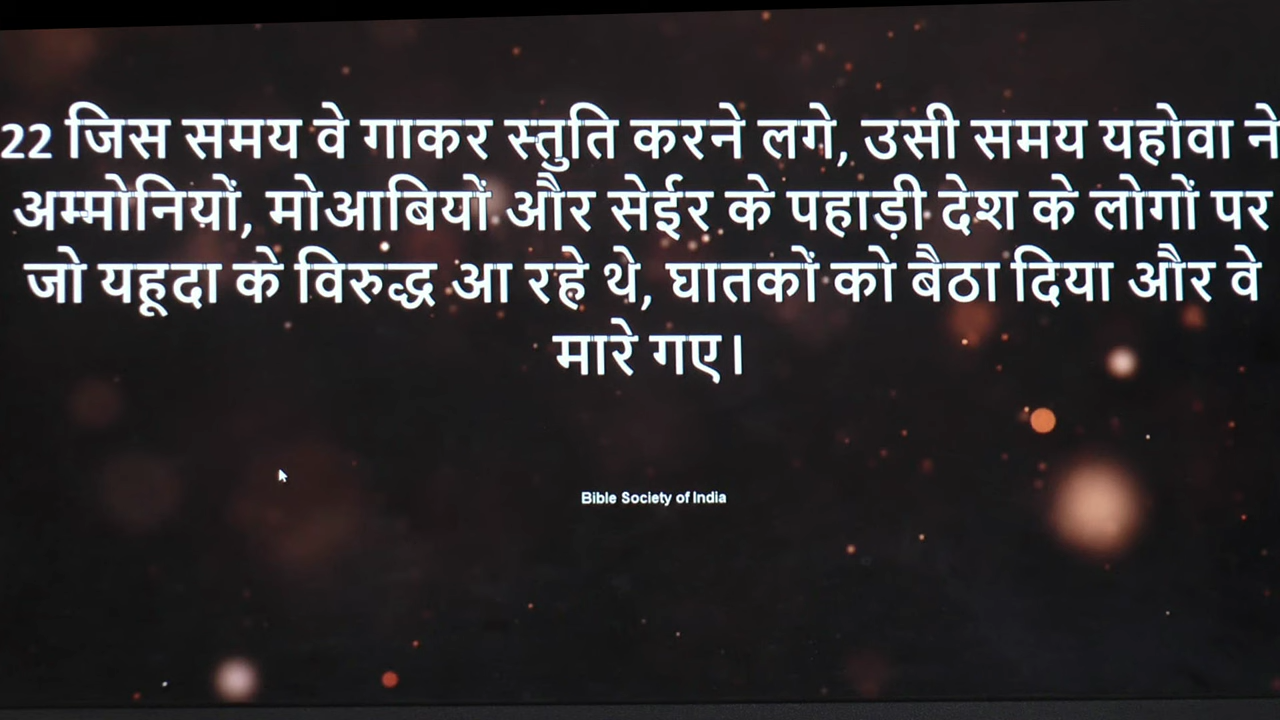 22 जिस समय वे गाकर स्तुति करने लगे, उसी समय यहोवा ने
अम्मोनियों, मोआबियों और सेईर के पहाड़ी देश के लोगों पर
जो यहूदा के विरुद्ध आ रहे थे, घातकों को बैठा दिया और वे
मारे गए।
Bible Society of India